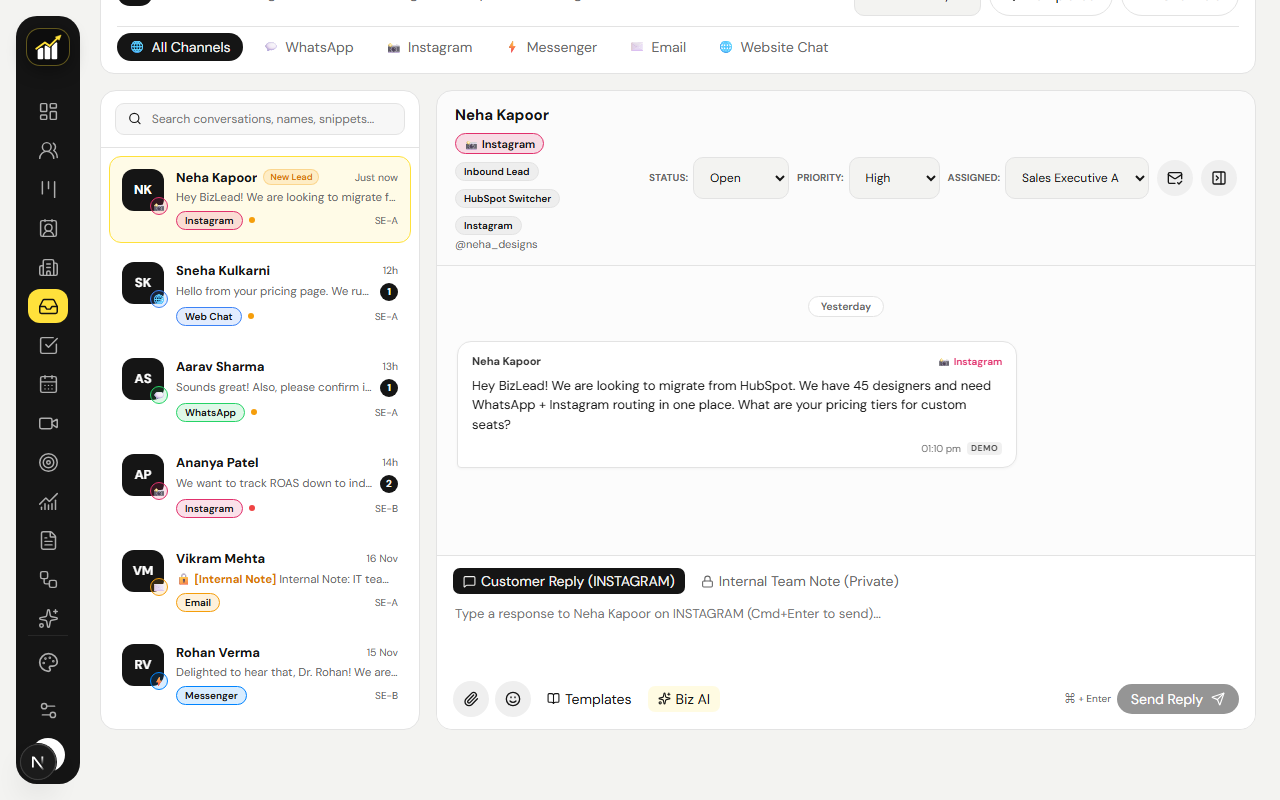 All Channels
WhatsApp
Instagram
Messenger
Email
Website Chat
Search conversations, names, snippets...
NK
Neha Kapoor
New Lead
Just now
Hey BizLead! We are looking to migrate f...
Instagram
SE-A
SK
Sneha Kulkarni
12h
Hello from your pricing page. We ru...
1
Web Chat
SE-A
AS
Aarav Sharma
13h
Sounds great! Also, please confirm i...
1
WhatsApp
SE-A
AP
Ananya Patel
14h
We want to track ROAS down to ind...
2
Instagram
SE-B
VM
Vikram Mehta
16 Nov
[Internal Note] Internal Note: IT tea...
Email
SE-A
RV
Rohan Verma
15 Nov
Delighted to hear that, Dr. Rohan! We are...
Messenger
SE-B
N
Neha Kapoor
Instagram
Inbound Lead
HubSpot Switcher
Instagram
@neha_designs
STATUS:
Open
PRIORITY:
High
ASSIGNED:
Sales Executive A
Yesterday
Neha Kapoor
Instagram
Hey BizLead! We are looking to migrate from HubSpot. We have 45 designers and need
WhatsApp + Instagram routing in one place. What are your pricing tiers for custom
seats?
01:10 pm
DEMO
Customer Reply (INSTAGRAM)
Internal Team Note (Private)
Type a response to Neha Kapoor on INSTAGRAM (Cmd+Enter to send)...
Templates
Biz AI
⌘ + Enter
Send Reply